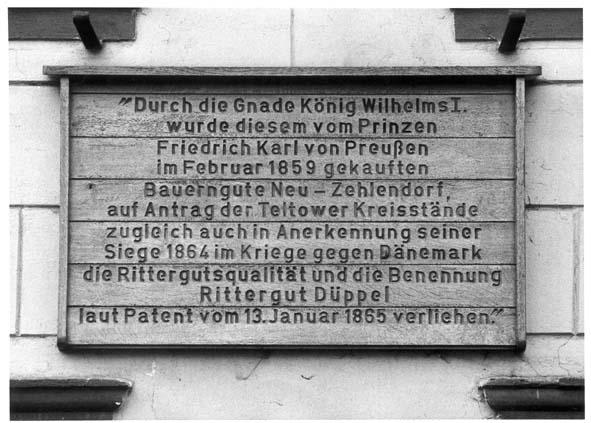 "Durch die Gnade König Wilhelms I.
wurde diesem vom Prinzen
Friedrich Karl von Preußen
im Februar 1859 gekauften
Bauerngute Neu - Zehlendorf,
auf Antrag der Teltower Kreisstände
zugleich auch in Anerkennung seiner
Siege 1864 im Kriege gegen Dänemark
die Rittergutsqualität und die Benennung
Rittergut Düppel
laut Patent vom 13. Januar 1865 verliehen."